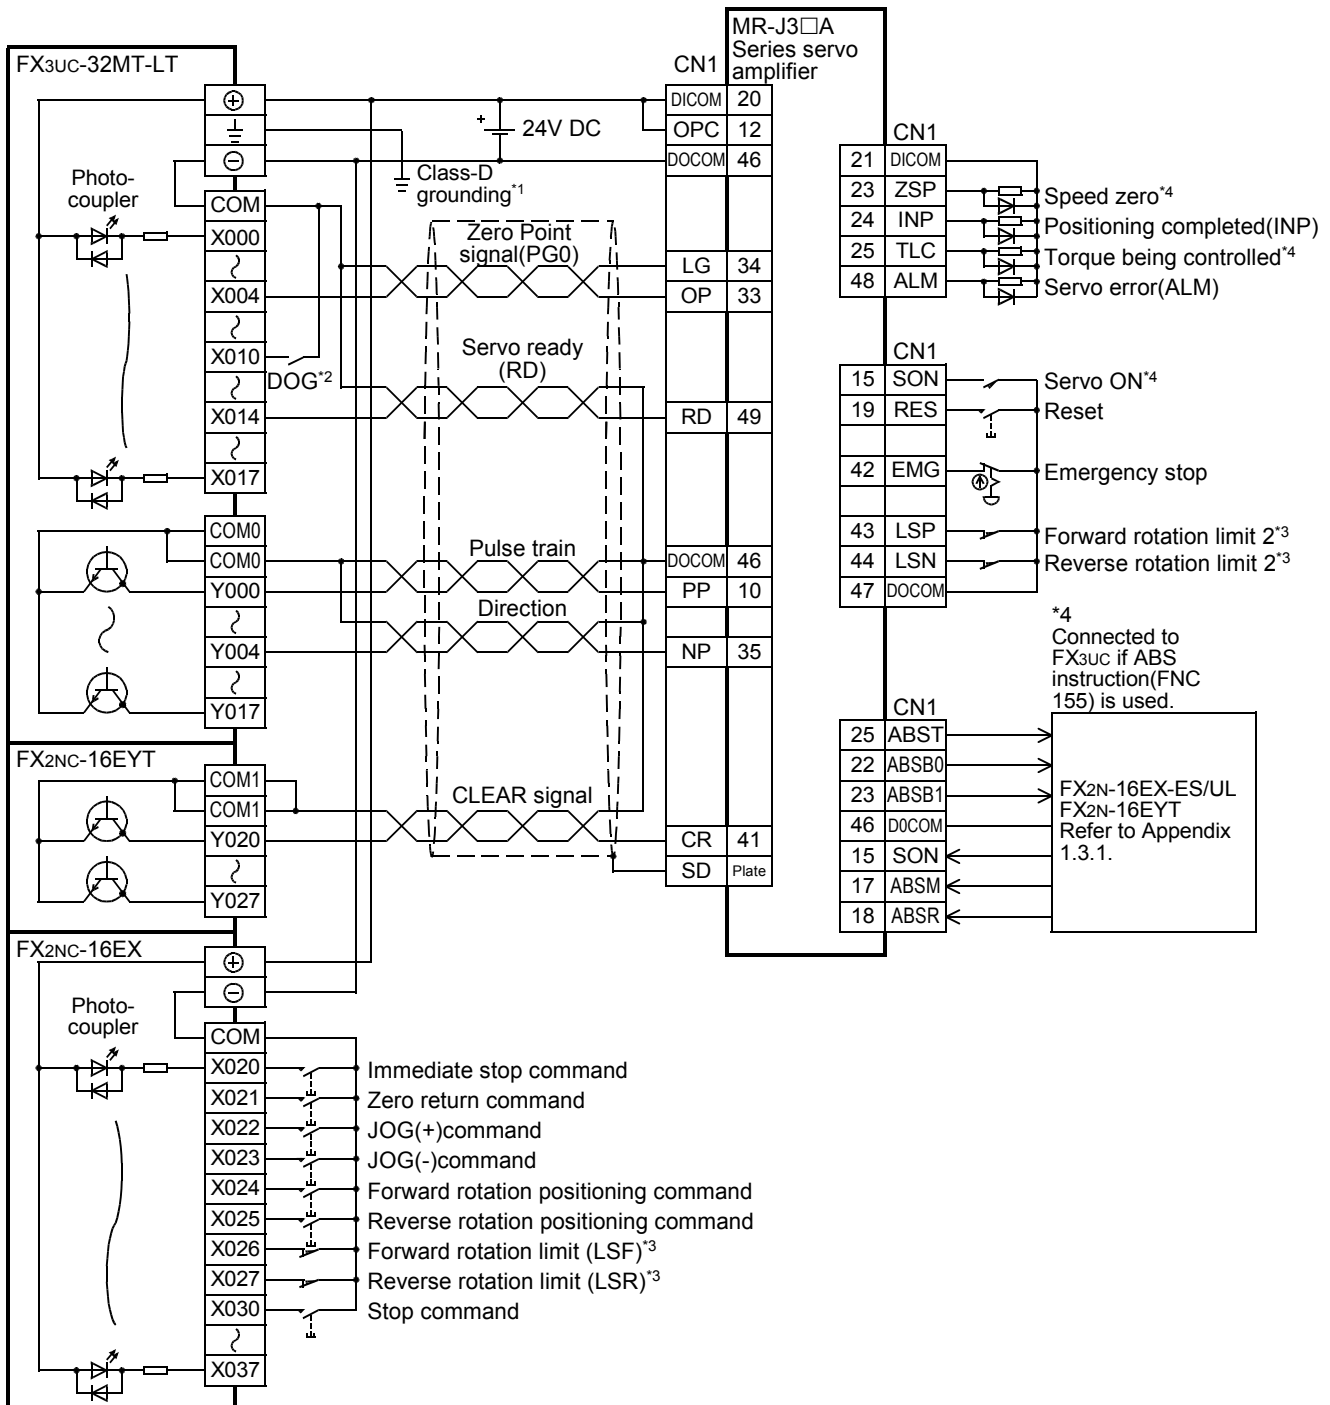 FX3UC-32MT-LT
Photo-
coupler
COM
X000
X004
X010
X014
X017
COM0
COM0
Y000
Y004
Y017
DOG*2
24V DC
Class-D
grounding*1
Zero Point
signal(PG0)
Servo ready
(RD)
Pulse train
Direction
CLEAR signal
FX2NC-16EYT
COM1
COM1
Y020
Y027
FX2NC-16EX
Photo-
coupler
COM
X020 Immediate stop command
X021 Zero return command
X022 JOG(+)command
X023 JOG(-)command
X024 Forward rotation positioning command
X025 Reverse rotation positioning command
X026 Forward rotation limit (LSF)*3
X027 Reverse rotation limit (LSR)*3
X030 Stop command
X037
MR-J3□A
Series servo
amplifier
CN1
DICOM 20
OPC 12
DOCOM 46
LG 34
OP 33
RD 49
DOCOM 46
PP 10
NP 35
CR 41
SD Plate
CN1
21 DICOM
23 ZSP Speed zero*4
24 INP Positioning completed(INP)
25 TLC Torque being controlled*4
48 ALM Servo error(ALM)
CN1
15 SON Servo ON*4
19 RES Reset
42 EMG Emergency stop
43 LSP Forward rotation limit 2*3
44 LSN Reverse rotation limit 2*3
47 DOCOM
*4
Connected to
FX3UC if ABS
instruction(FNC
155) is used.
CN1
25 ABST
22 ABSB0
23 ABSB1
46 D0COM
15 SON
17 ABSM
18 ABSR
FX2N-16EX-ES/UL
FX2N-16EYT
Refer to Appendix
1.3.1.